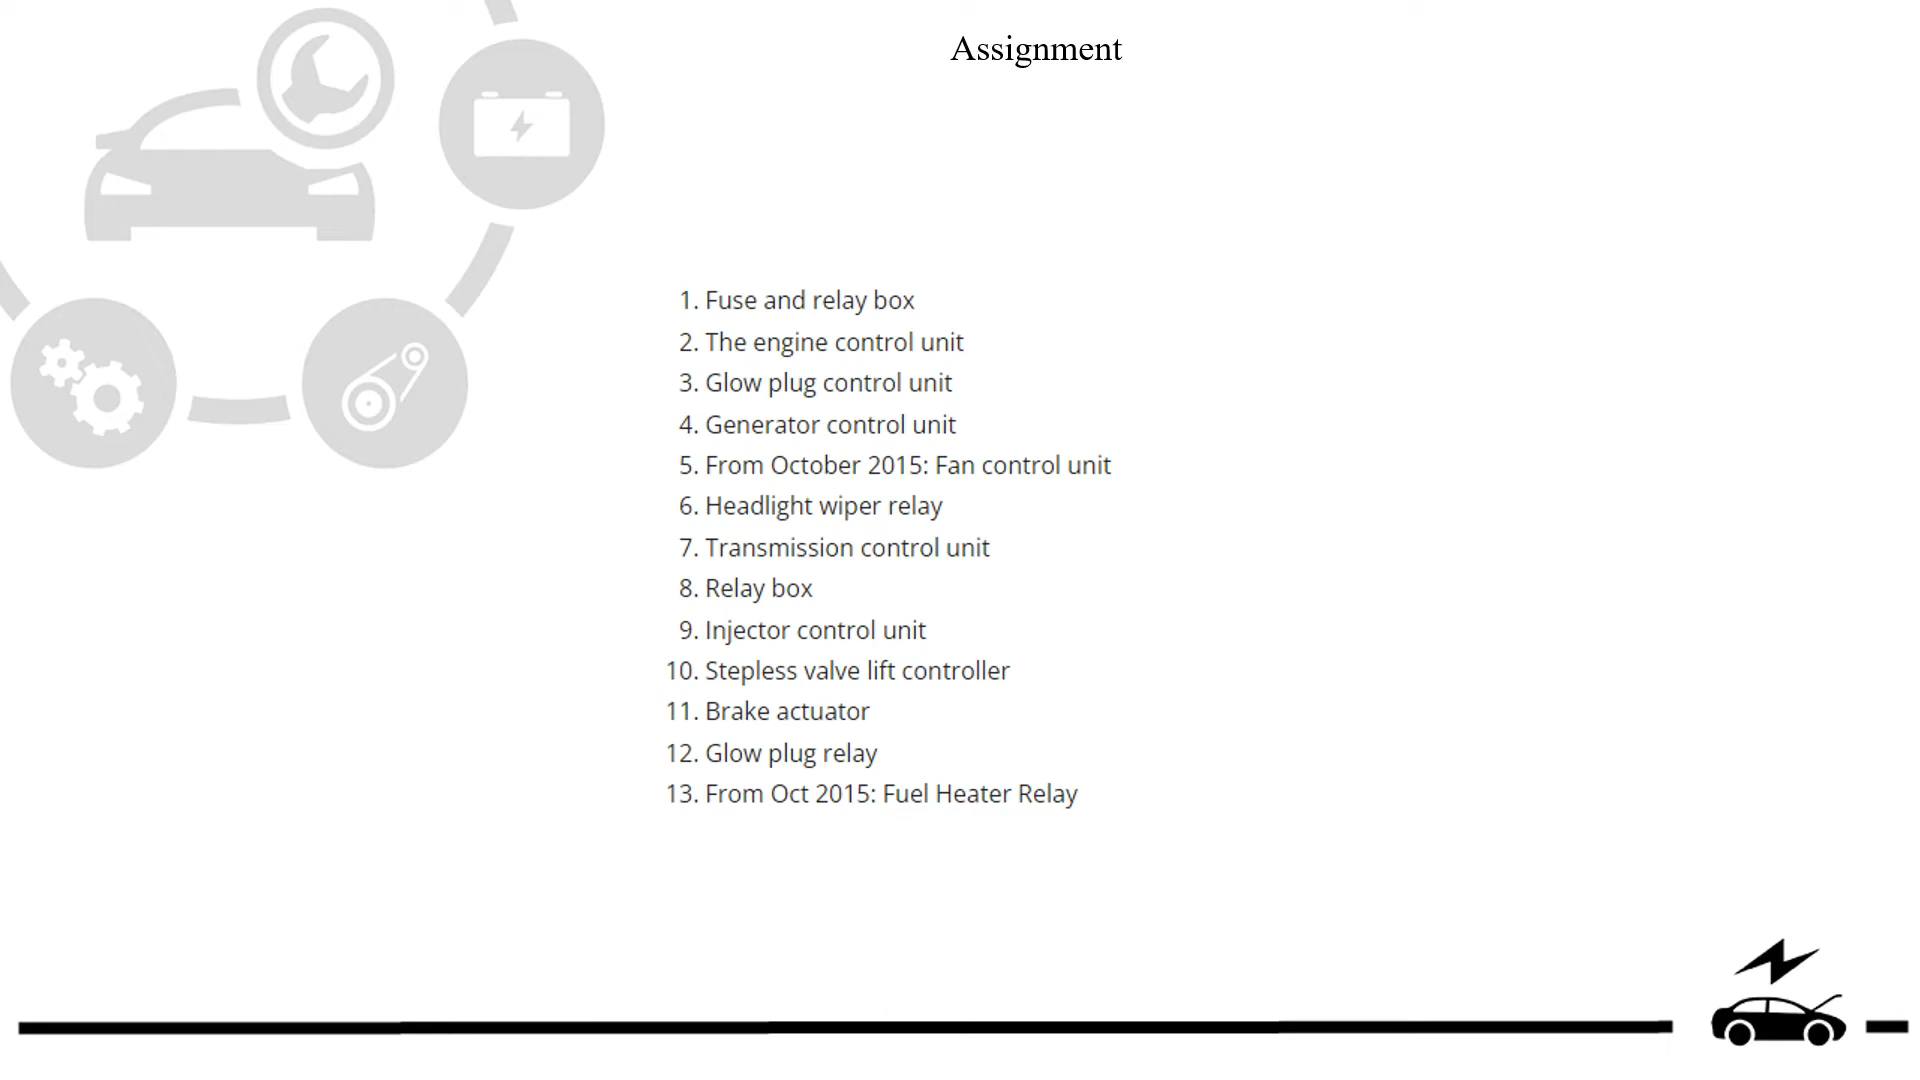 Assignment
1. Fuse and relay box
2. The engine control unit
3. Glow plug control unit
4. Generator control unit
5. From October 2015: Fan control unit
6. Headlight wiper relay
7. Transmission control unit
8. Relay box
9. Injector control unit
10. Stepless valve lift controller
11. Brake actuator
12. Glow plug relay
13. From Oct 2015: Fuel Heater Relay